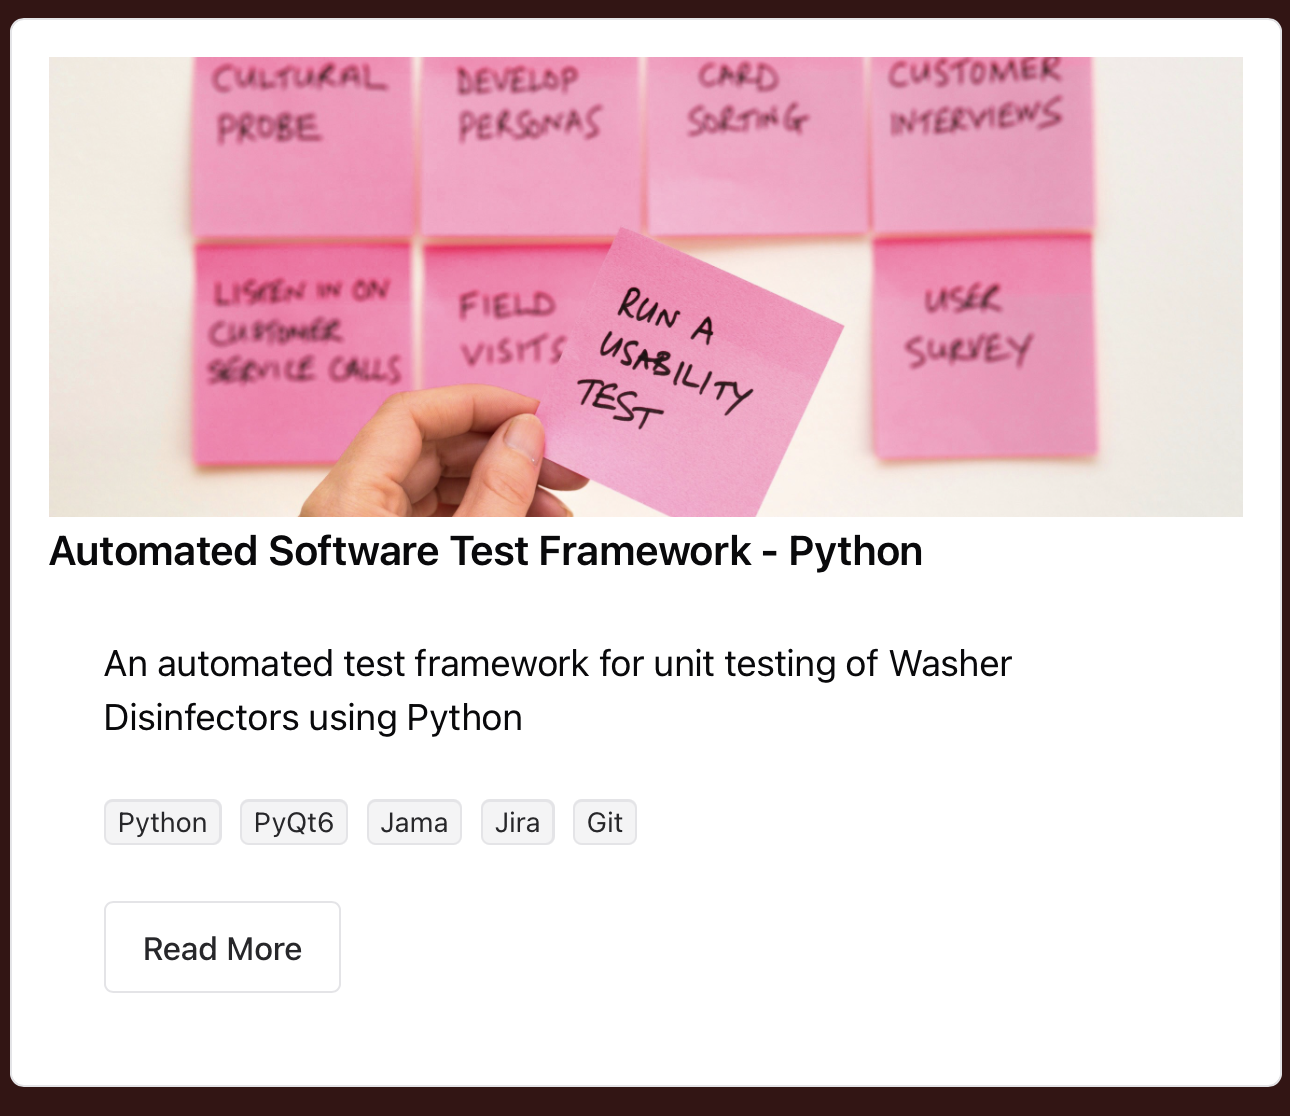 CULTURAL
PROBE
DEVELOP
PERSONAS
CARD
SORTING
CUSTOMER
INTERVIEWS
LISTEN IN ON
CUSTOMER
SERVICE CALLS
FIELD
VISITS
RUN A
USABILITY
TEST
USER
SURVEY
Automated Software Test Framework - Python
An automated test framework for unit testing of Washer
Disinfectors using Python
Python PyQt6 Jama Jira Git
Read More